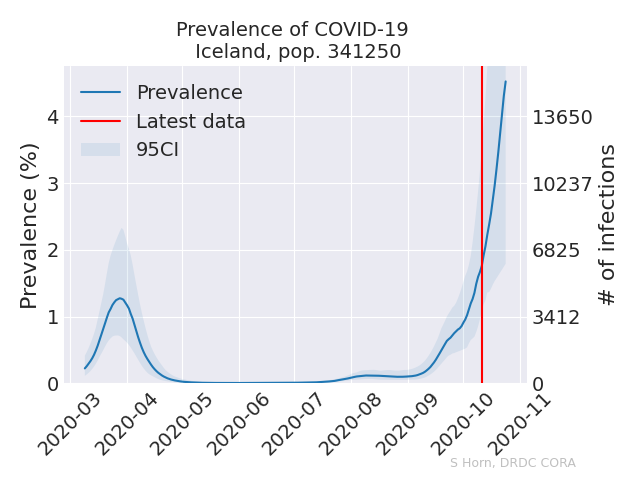 Prevalence of COVID-19
Iceland, pop. 341250
Prevalence
Latest data
95CI
Prevalence (%)
4
3
2
1
0
13650
10237
6825
3412
0
# of infections
2020-03
2020-04
2020-05
2020-06
2020-07
2020-08
2020-09
2020-10
2020-11
S Horn, DRDC CORA